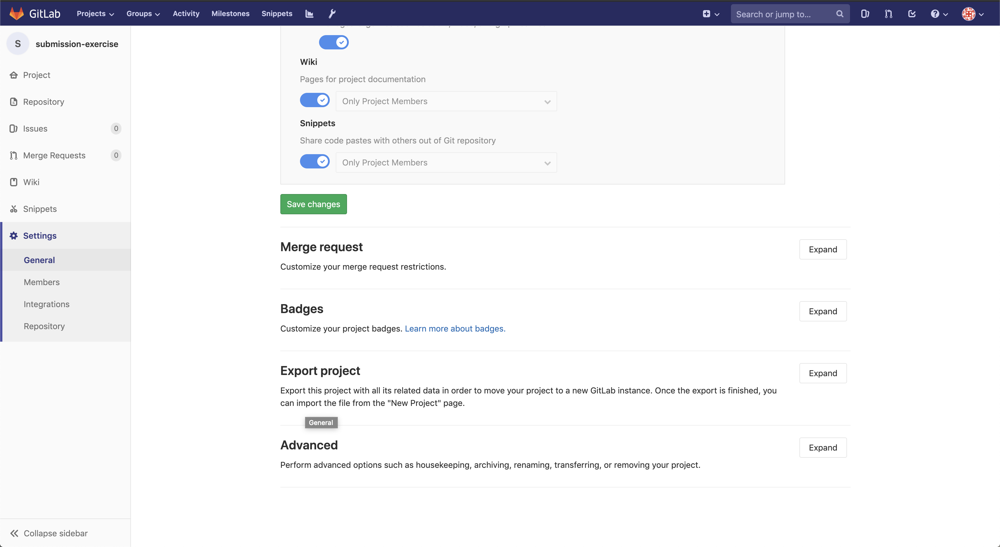 GitLab
Projects
Groups
Activity
Milestones
Snippets
Search or jump to...
S
submission-exercise
Project
Repository
Issues
0
Merge Requests
0
Wiki
Snippets
Settings
General
Members
Integrations
Repository
Collapse sidebar
Wiki
Pages for project documentation
Only Project Members
Snippets
Share code pastes with others out of Git repository
Only Project Members
Save changes
Merge request
Expand
Customize your merge request restrictions.
Badges
Expand
Customize your project badges. Learn more about badges.
Export project
Expand
Export this project with all its related data in order to move your project to a new GitLab instance. Once the export is finished, you
can import the file from the "New Project" page.
General
Advanced
Expand
Perform advanced options such as housekeeping, archiving, renaming, transferring, or removing your project.